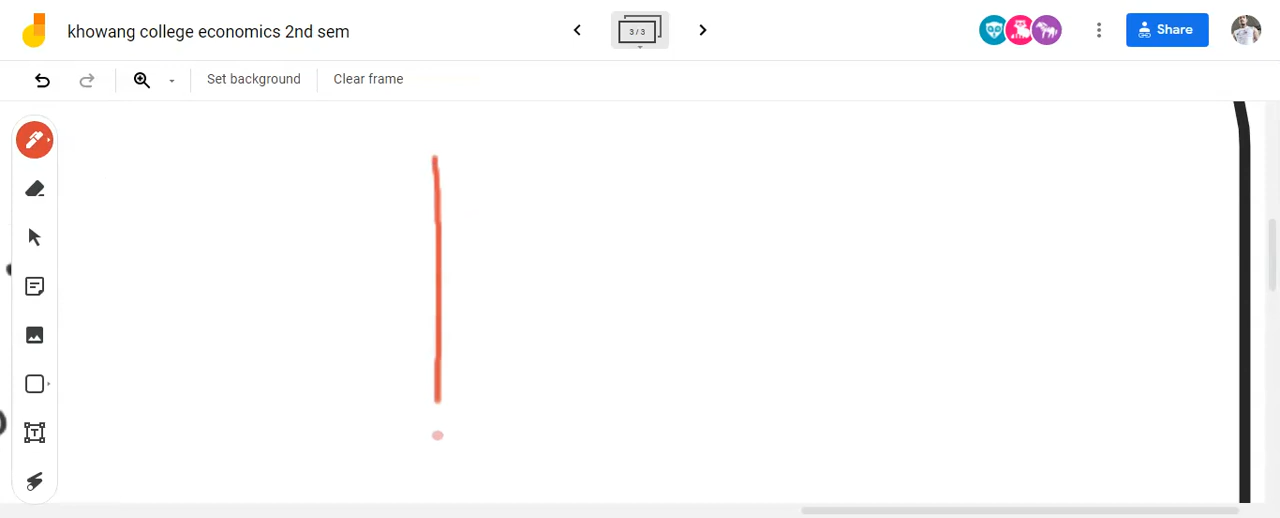 khowang college economics 2nd sem
3 / 3
Share
Set background
Clear frame
T